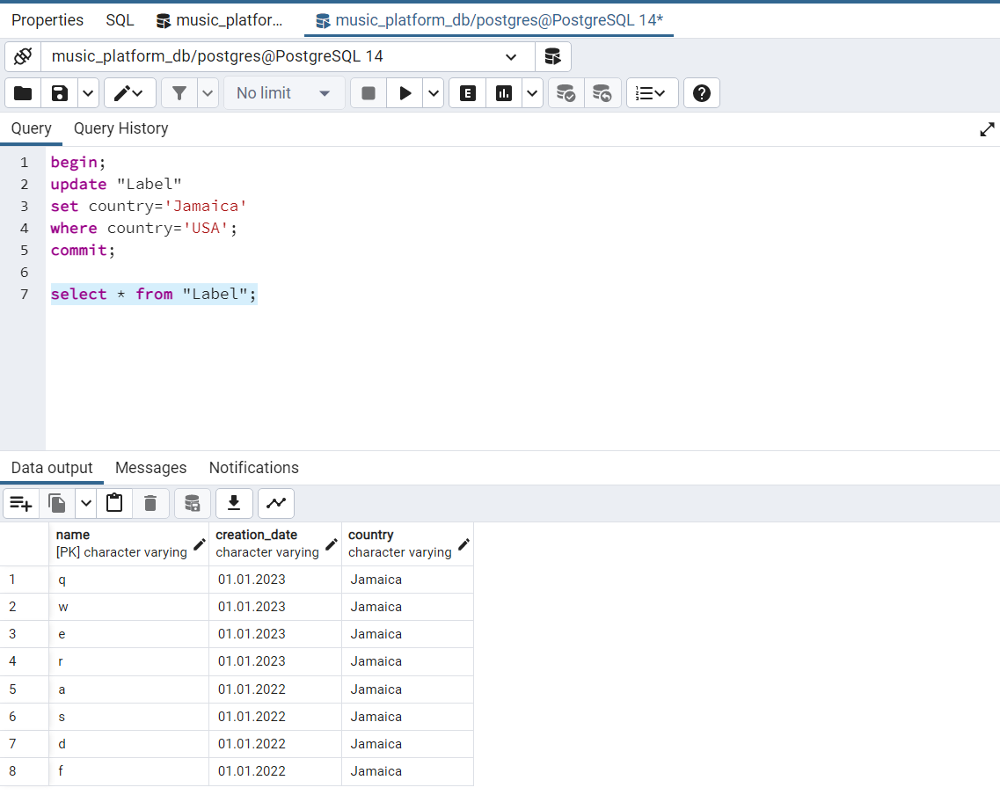 Properties SQL music_platfor... music_platform_db/postgres@PostgreSQL 14*
music_platform_db/postgres@PostgreSQL 14
No limit E
Query Query History
1 begin;
2 update "Label"
3 set country='Jamaica'
4 where country='USA';
5 commit;
6
7 select * from "Label";
Data output Messages Notifications
name creation_date country
[PK] character varying character varying character varying
1 q 01.01.2023 Jamaica
2 w 01.01.2023 Jamaica
3 e 01.01.2023 Jamaica
4 r 01.01.2023 Jamaica
5 a 01.01.2022 Jamaica
6 s 01.01.2022 Jamaica
7 d 01.01.2022 Jamaica
8 f 01.01.2022 Jamaica